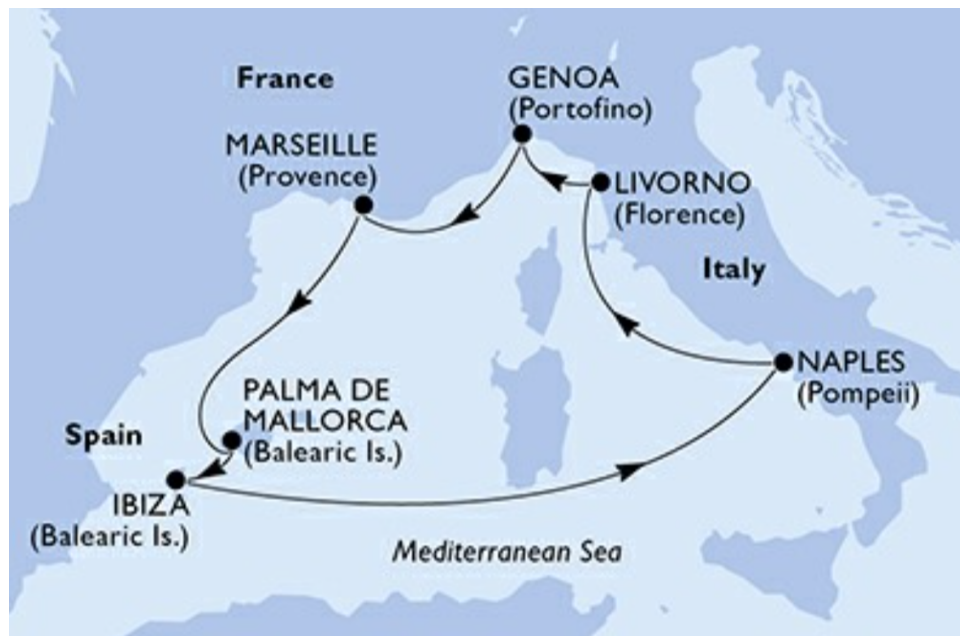 France
GENOA
(Portofino)
MARSEILLE
(Provence)
LIVORNO
(Florence)
Italy
NAPLES
(Pompeii)
PALMA DE
MALLORCA
(Balearic Is.)
Spain
IBIZA
(Balearic Is.)
Mediterranean Sea